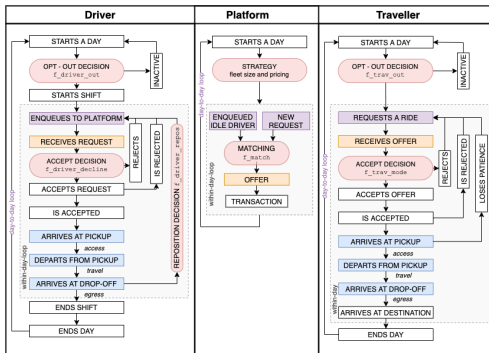 Driver
STARTS A DAY
OPT - OUT DECISION
f_driver_out
INACTIVE
STARTS SHIFT
ENQUEUES TO PLATFORM
RECEIVES REQUEST
ACCEPT DECISION
f_driver_decline
REJECTS
IS REJECTED
REPOSITION DECISION f_driver_repos
ACCEPTS REQUEST
IS ACCEPTED
ARRIVES AT PICKUP
access
DEPARTS FROM PICKUP
travel
ARRIVES AT DROP-OFF
egress
ENDS SHIFT
ENDS DAY
day-to-day loop
within-day-loop
Platform
STARTS A DAY
STRATEGY
fleet size and pricing
day-to-day loop
ENQUEUED
IDLE DRIVER
NEW
REQUEST
MATCHING
f_match
OFFER
TRANSACTION
within-day-loop
Traveller
STARTS A DAY
OPT - OUT DECISION
f_trav_out
INACTIVE
REQUESTS A RIDE
RECEIVES OFFER
ACCEPT DECISION
f_trav_mode
REJECTS
IS REJECTED
LOSES PATIENCE
ACCEPTS OFFER
IS ACCEPTED
ARRIVES AT PICKUP
access
DEPARTS FROM PICKUP
travel
ARRIVES AT DROP-OFF
egress
ARRIVES AT DESTINATION
ENDS DAY
day-to-day loop
within-day